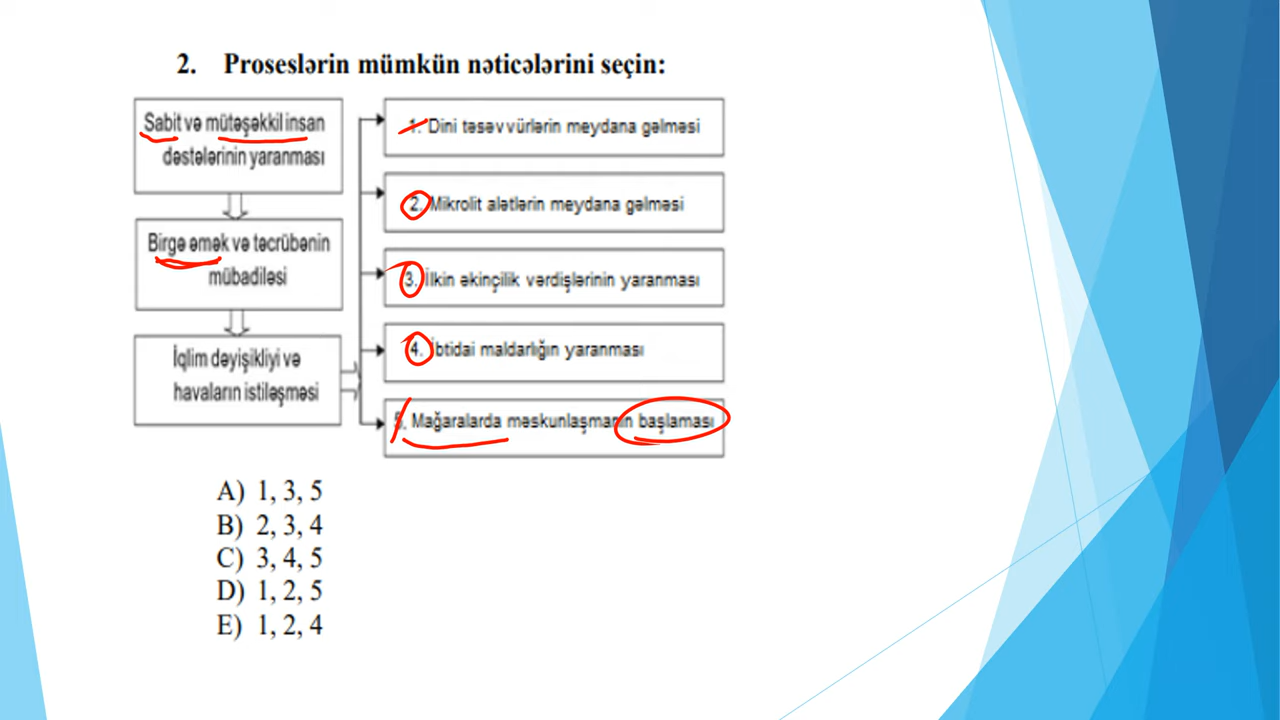 2. Proseslərin mümkün nəticələrini seçin:
Sabit və mütəşəkkil insan
dəstələrinin yaranması
Birgə əmək və təcrübənin
mübadiləsi
İqlim dəyişikliyi və
havaların istiləşməsi
1. Dini təsəvvürlərin meydana gəlməsi
2. Mikrolit alətlərin meydana gəlməsi
3. İlkin əkinçilik vərdişlərinin yaranması
4. İbtidai maldarlığın yaranması
5. Mağaralarda məskunlaşmanın başlaması
A) 1, 3, 5
B) 2, 3, 4
C) 3, 4, 5
D) 1, 2, 5
E) 1, 2, 4